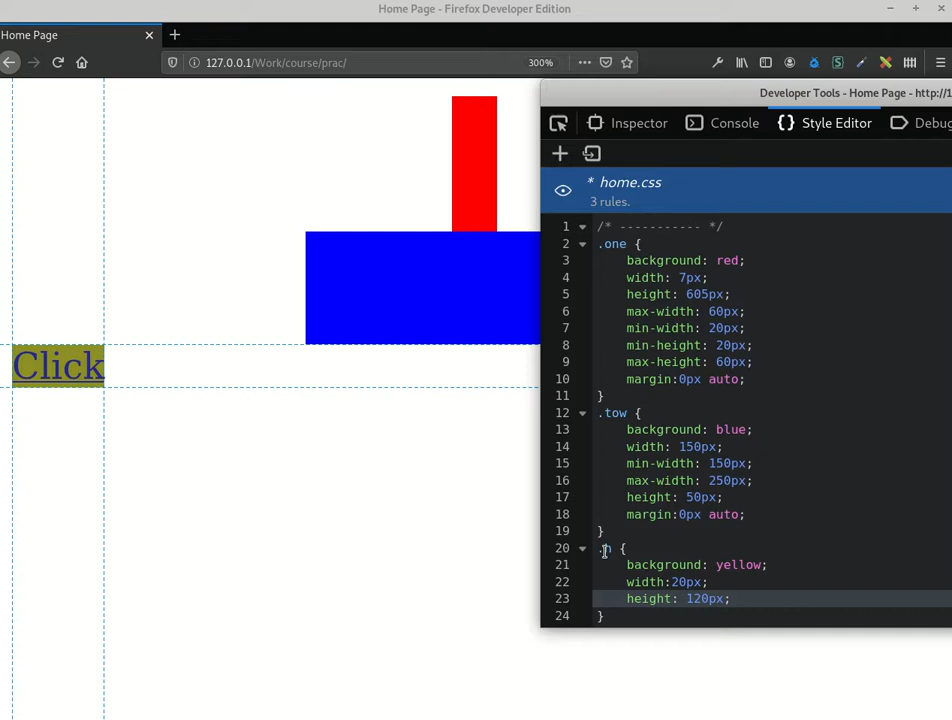 Home Page - Firefox Developer Edition
Home Page
127.0.0.1/Work/course/prac/
300%
Developer Tools - Home Page - http://1
Inspector
Console
{} Style Editor
Debug
* home.css
3 rules.
1 /* ----------- */
2 .one {
3 background: red;
4 width: 7px;
5 height: 605px;
6 max-width: 60px;
7 min-width: 20px;
8 min-height: 20px;
9 max-height: 60px;
10 margin:0px auto;
11 }
12 .tow {
13 background: blue;
14 width: 150px;
15 min-width: 150px;
16 max-width: 250px;
17 height: 50px;
18 margin:0px auto;
19 }
20 .h {
21 background: yellow;
22 width:20px;
23 height: 120px;
24 }
Click